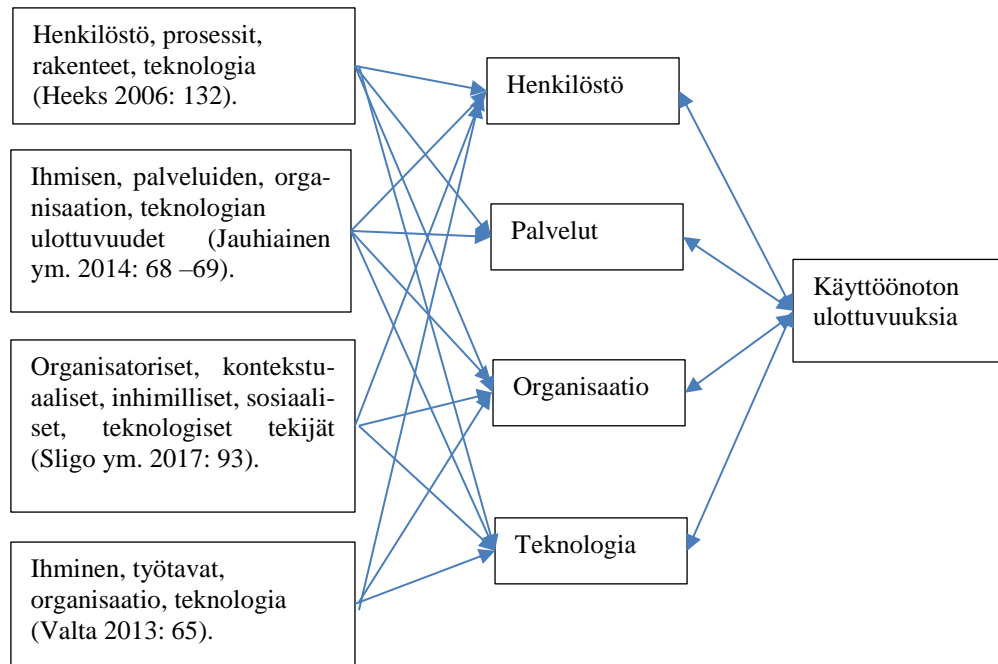 Henkilöstö, prosessit,
rakenteet, teknologia
(Heeks 2006: 132).
Ihmisen, palveluiden, orga-
nisaation, teknologian
ulottuvuudet (Jauhiainen
ym. 2014: 68 –69).
Organisatoriset, kontekstu-
aaliset, inhimilliset, sosiaali-
set, teknologiset tekijät
(Sligo ym. 2017: 93).
Ihminen, työtavat,
organisaatio, teknologia
(Valta 2013: 65).
Henkilöstö
Palvelut
Organisaatio
Teknologia
Käyttöönoton
ulottuvuuksia